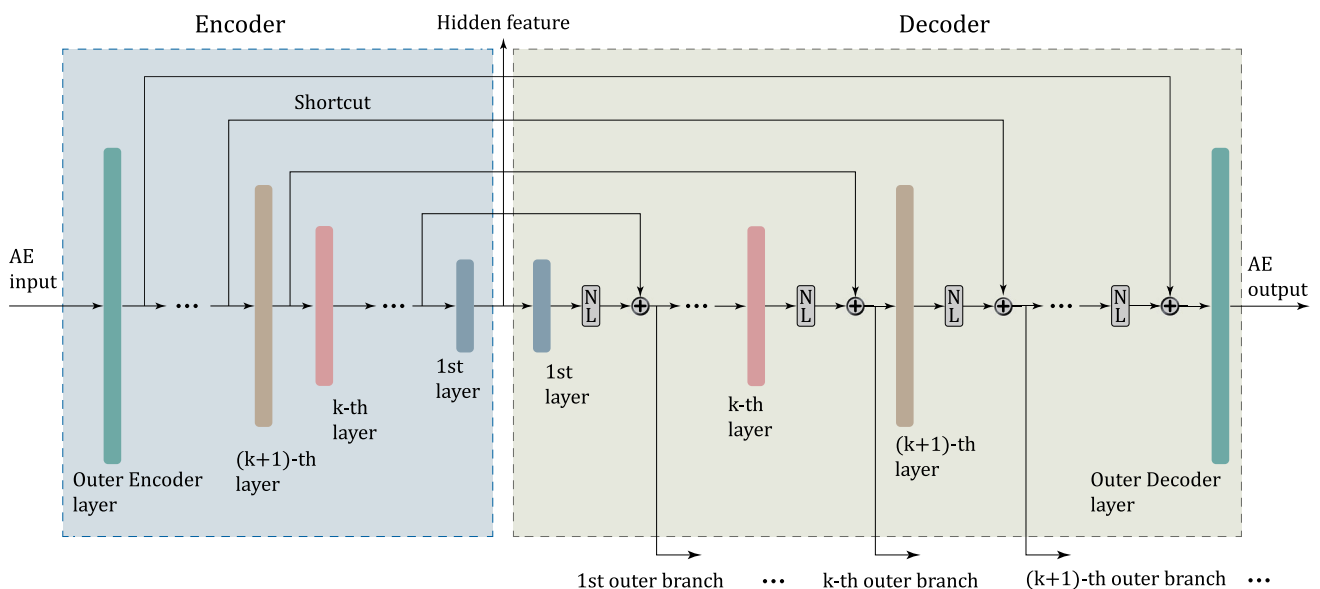 Encoder
Hidden feature
Decoder
Shortcut
AE
input
AE
output
N
L
N
L
N
L
N
L
1st
layer
1st
layer
k-th
layer
k-th
layer
(k+1)-th
layer
(k+1)-th
layer
Outer Encoder
layer
Outer Decoder
layer
1st outer branch
...
k-th outer branch
(k+1)-th outer branch
...